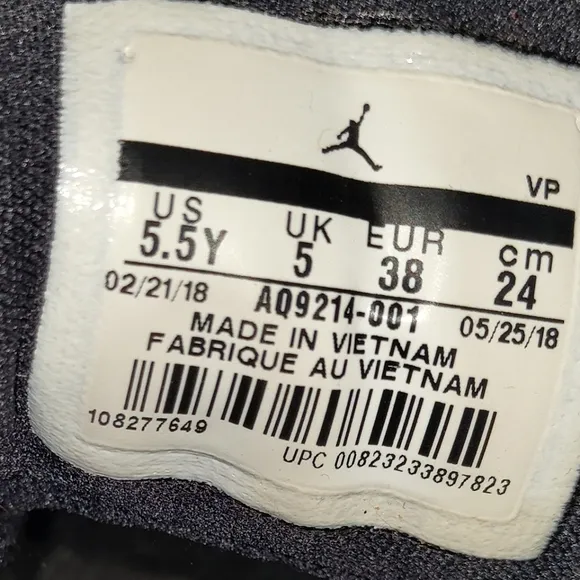 VP
US UK EUR cm
5.5Y 5 38 24
02/21/18 AQ9214-001 05/25/18
MADE IN VIETNAM
FABRIQUE AU VIETNAM
108277649
UPC 00823233897823